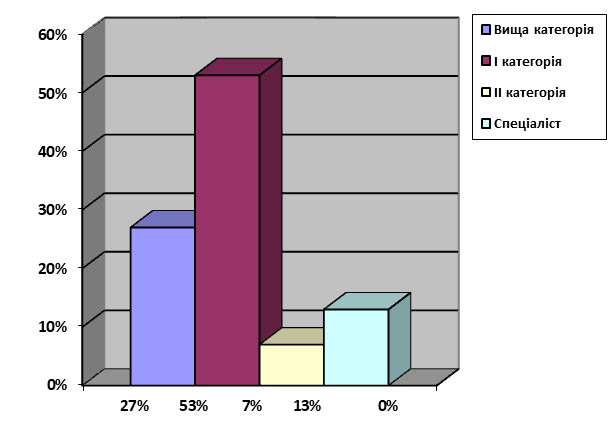 60%
50%
40%
30%
20%
10%
0%
27% 53% 7% 13% 0%
Вища категорія
І категорія
ІІ категорія
Спеціаліст